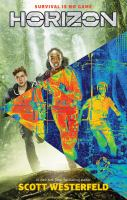 SURVIVAL IS NO GAME
HORIZON
SCOTT WESTERFELD